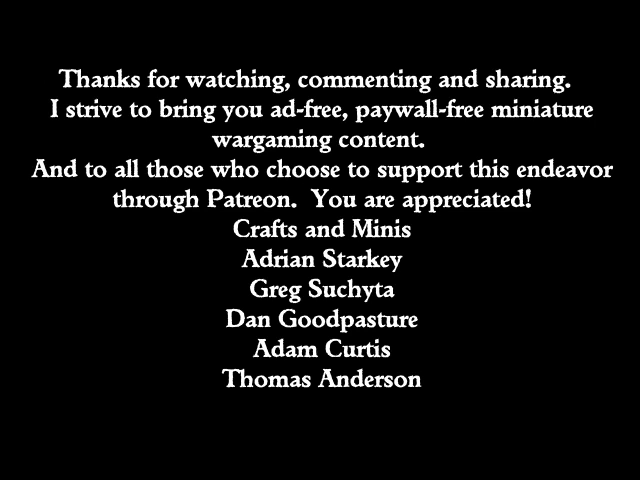 Thanks for watching, commenting and sharing.
I strive to bring you ad-free, paywall-free miniature
wargaming content.
And to all those who choose to support this endeavor
through Patreon.  You are appreciated!
Crafts and Minis
Adrian Starkey
Greg Suchyta
Dan Goodpasture
Adam Curtis
Thomas Anderson